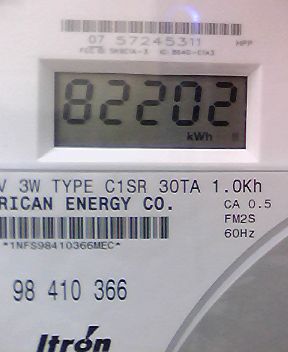 07 57245311 HPP
82202
kWh
V 3W TYPE C1SR 30TA 1.0Kh
RICAN ENERGY CO. CA 0.5
FM2S
*1NFS98410366MEC* 60Hz
98 410 366
Itron